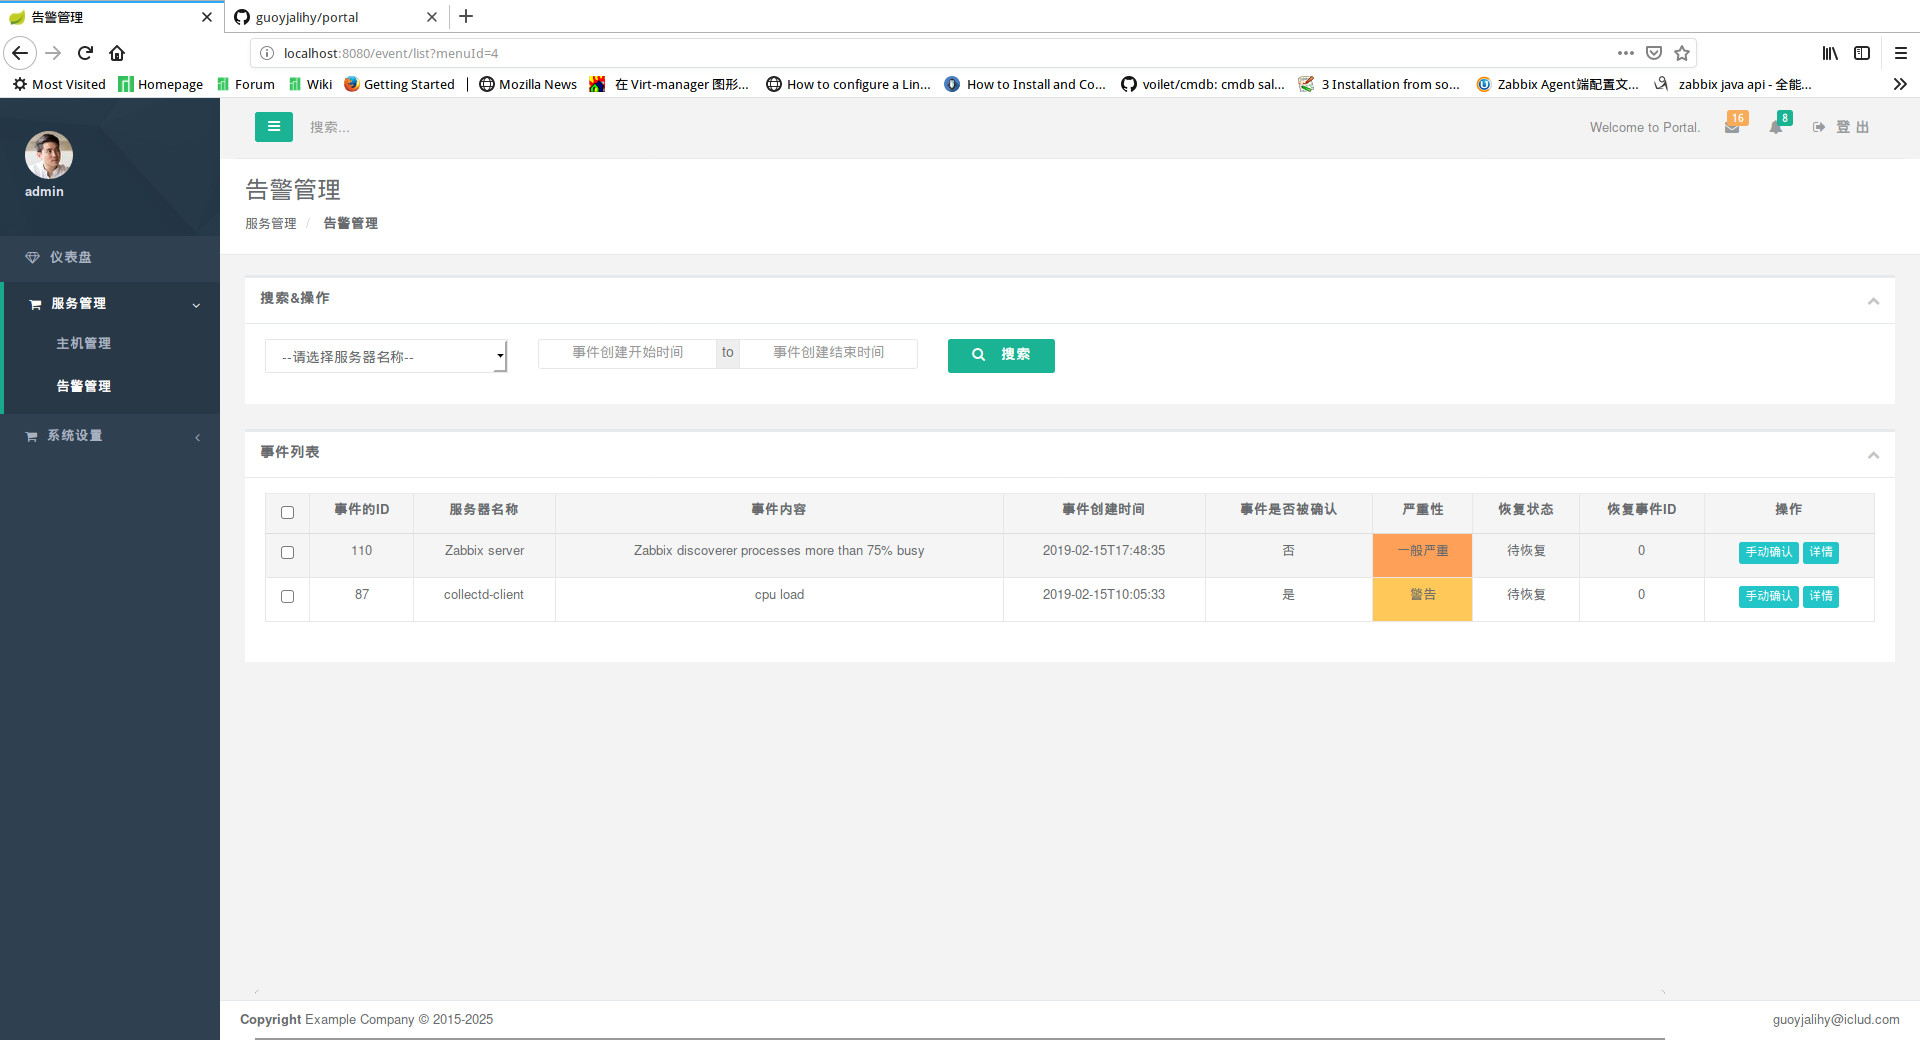 告警管理
guoyjalihy/portal
localhost:8080/event/list?menuId=4
Most Visited Homepage Forum Wiki Getting Started Mozilla News 在 Virt-manager 图形... How to configure a Lin... How to Install and Co... voilet/cmdb: cmdb sal... 3 Installation from so... Zabbix Agent端配置文... zabbix java api - 全能...
搜索...
Welcome to Portal.
16
8
登 出
admin
仪表盘
服务管理
主机管理
告警管理
系统设置
告警管理
服务管理 / 告警管理
搜索&操作
--请选择服务器名称--
事件创建开始时间 to 事件创建结束时间
搜索
事件列表
事件的ID 服务器名称 事件内容 事件创建时间 事件是否被确认 严重性 恢复状态 恢复事件ID 操作
110 Zabbix server Zabbix discoverer processes more than 75% busy 2019-02-15T17:48:35 否 一般严重 待恢复 0 手动确认 详情
87 collectd-client cpu load 2019-02-15T10:05:33 是 警告 待恢复 0 手动确认 详情
Copyright Example Company © 2015-2025
guoyjalihy@iclud.com